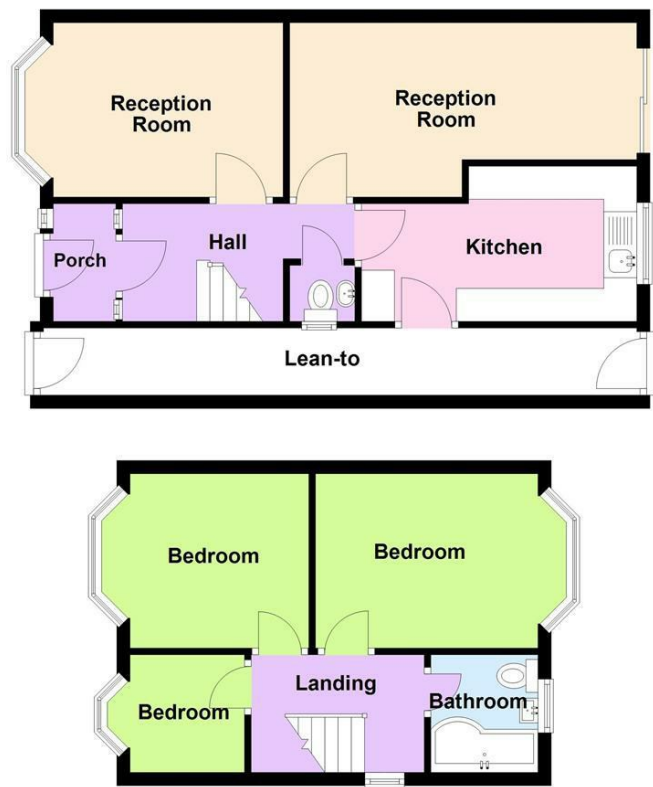 Reception
Room
Reception
Room
Porch
Hall
Kitchen
Lean-to
Bedroom
Bedroom
Bedroom
Landing
Bathroom